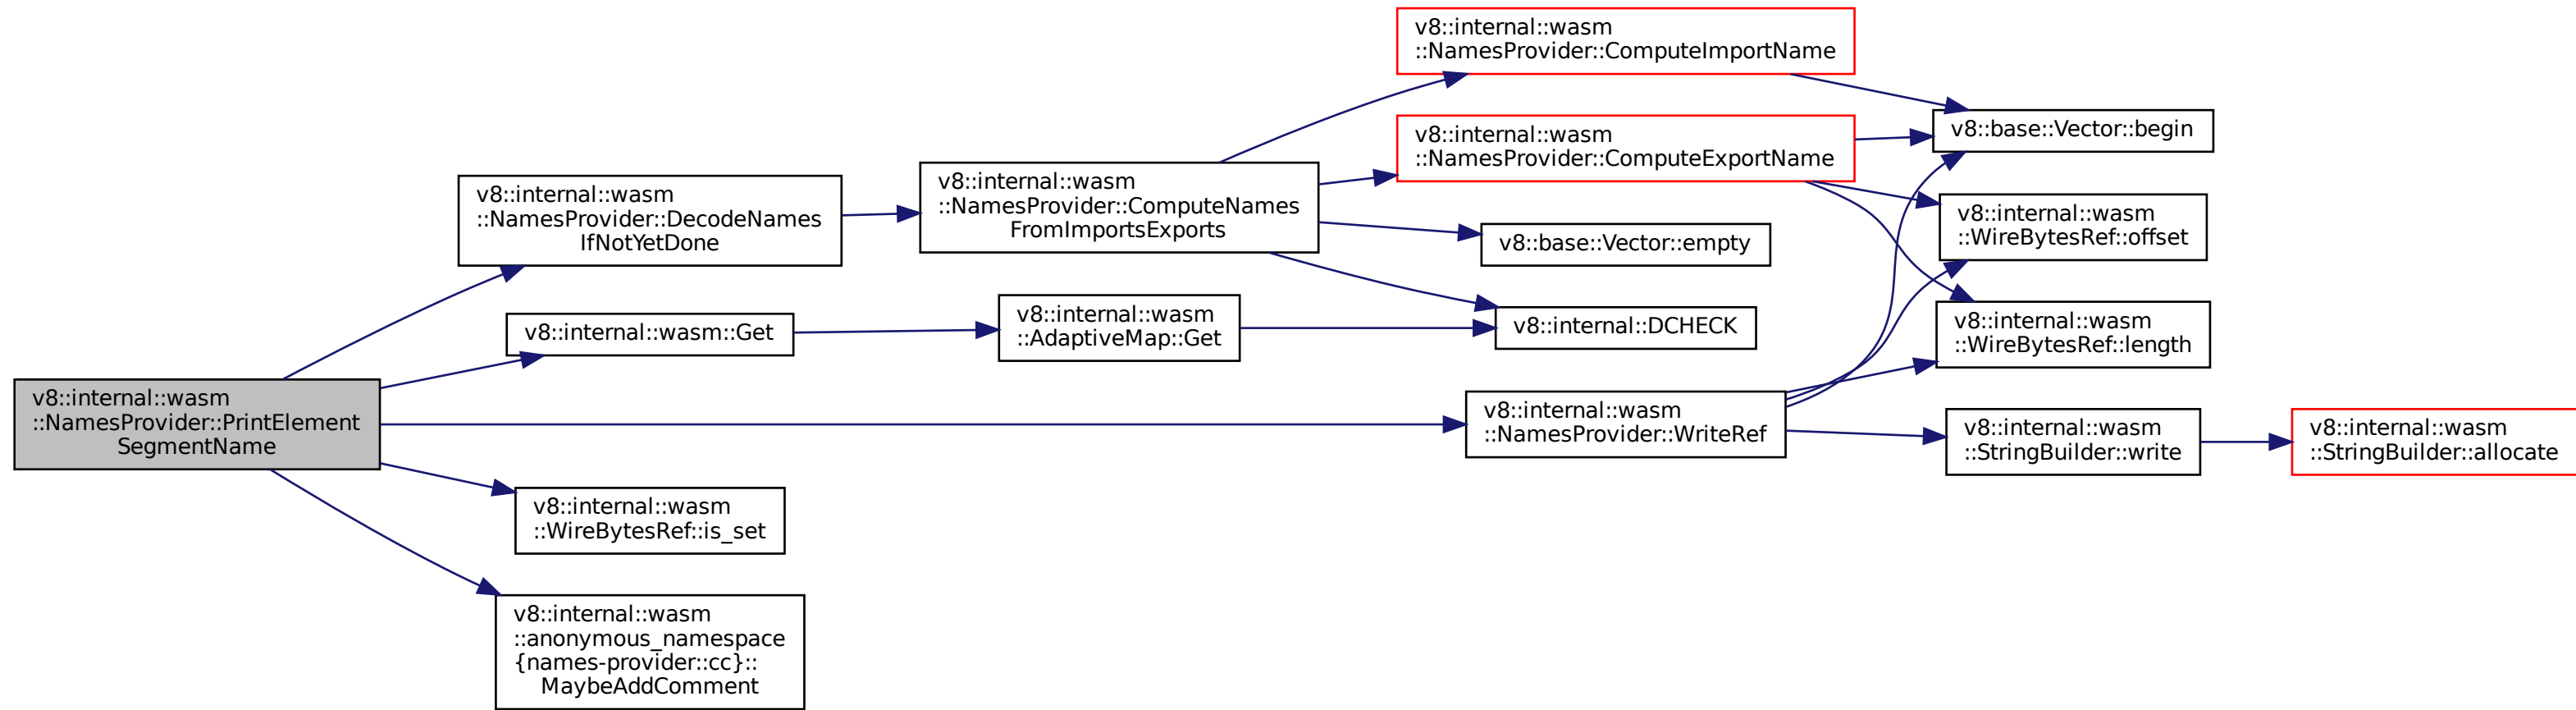 v8::internal::wasm
::NamesProvider::PrintElement
SegmentName
v8::internal::wasm
::NamesProvider::DecodeNames
IfNotYetDone
v8::internal::wasm
::NamesProvider::ComputeNames
FromImportsExports
v8::internal::wasm
::NamesProvider::ComputeImportName
v8::base::Vector::begin
v8::internal::wasm
::NamesProvider::ComputeExportName
v8::internal::wasm
::WireBytesRef::offset
v8::internal::wasm
::WireBytesRef::length
v8::base::Vector::empty
v8::internal::DCHECK
v8::internal::wasm::Get
v8::internal::wasm
::AdaptiveMap::Get
v8::internal::wasm
::NamesProvider::WriteRef
v8::internal::wasm
::StringBuilder::write
v8::internal::wasm
::StringBuilder::allocate
v8::internal::wasm
::WireBytesRef::is_set
v8::internal::wasm
::anonymous_namespace
{names-provider::cc}::
MaybeAddComment